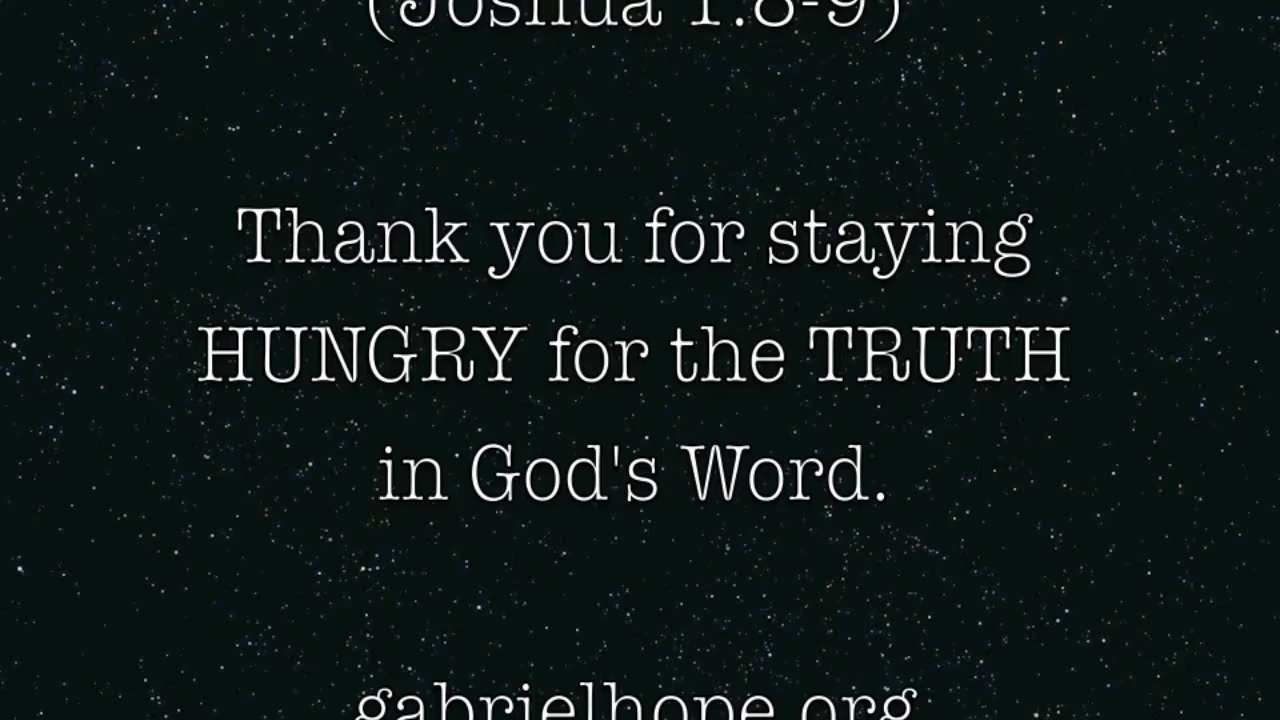 (Joshua 1:8-9)
Thank you for staying
HUNGRY for the TRUTH
in God's Word.
gabrielhope.org